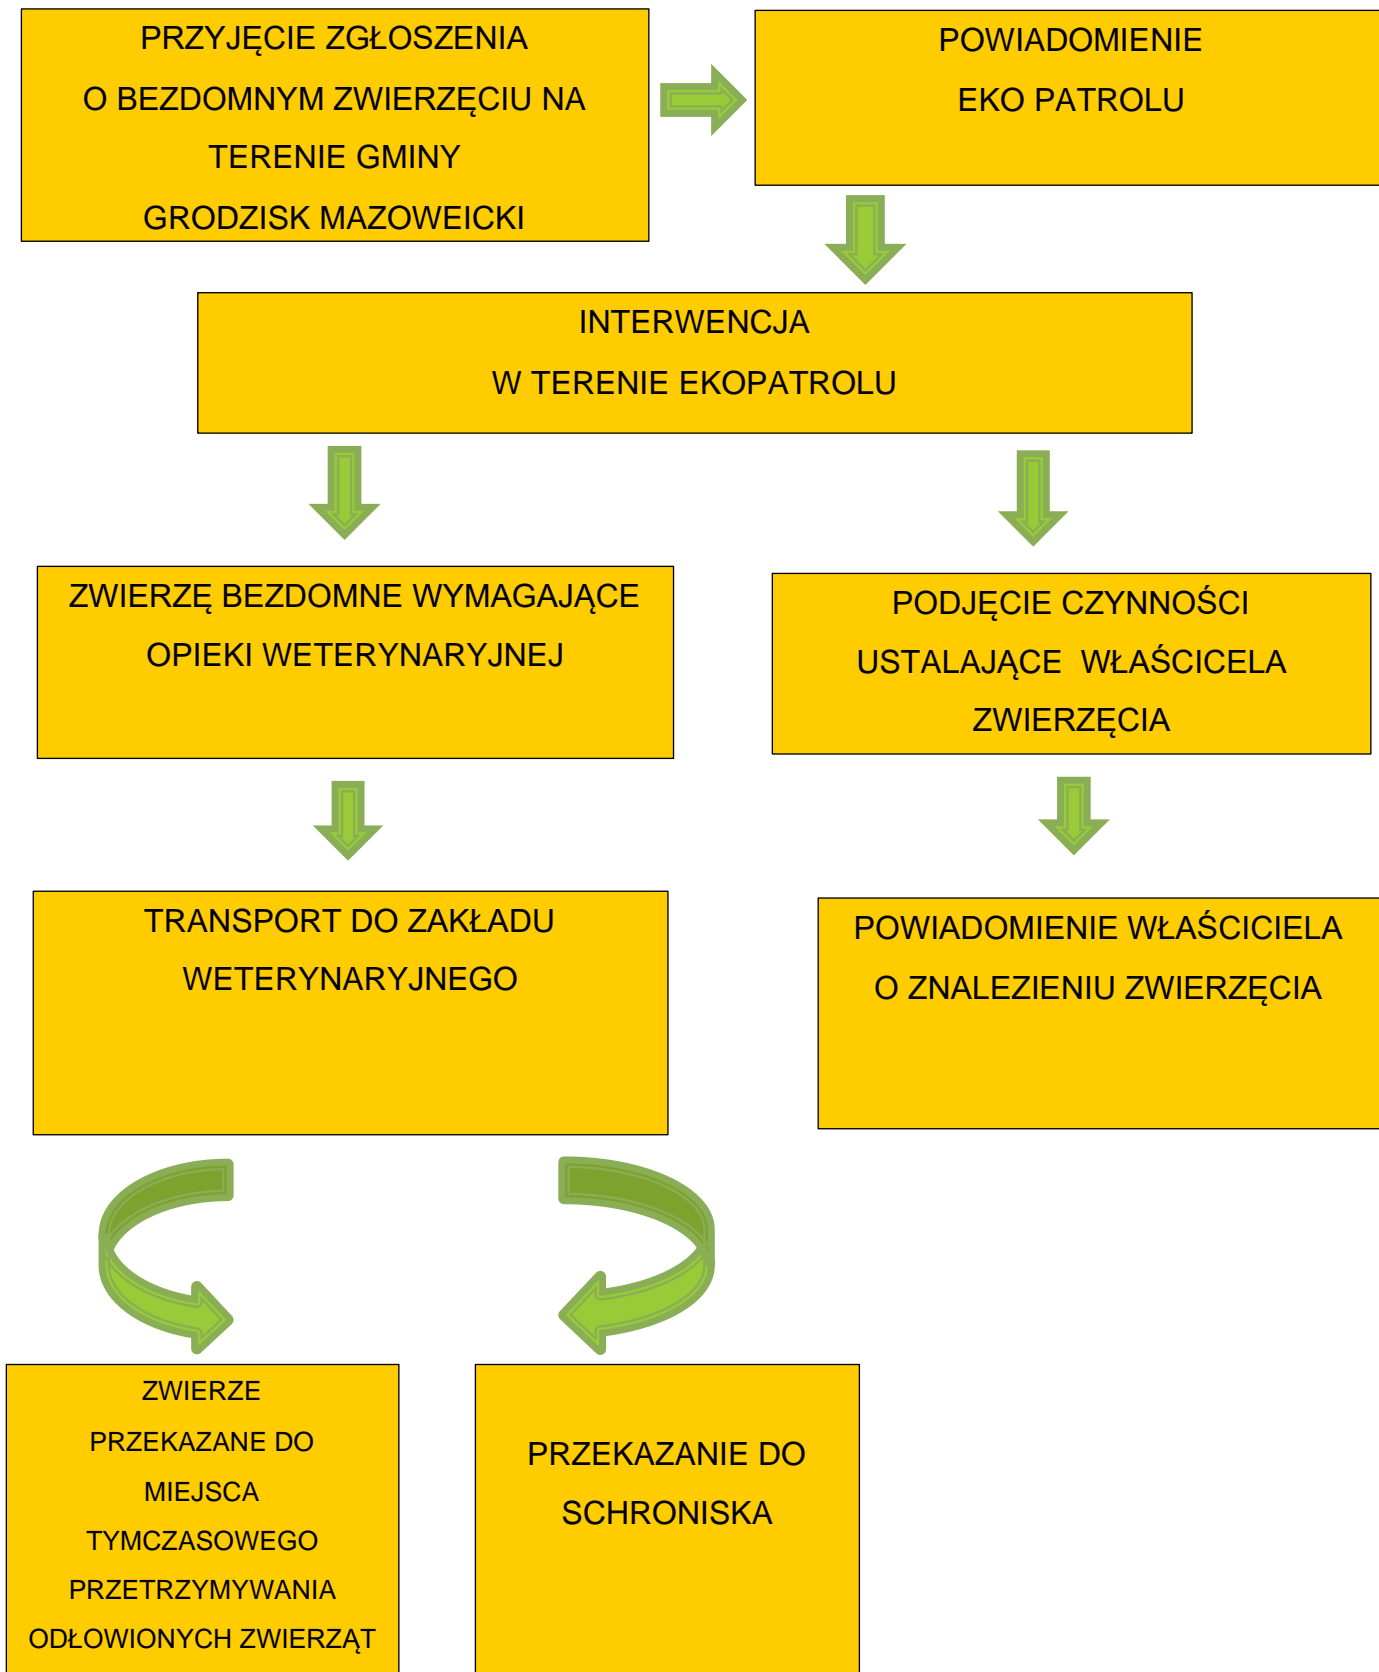 PRZYJĘCIE ZGŁOSZENIA
O BEZDOMNYM ZWIERZĘCIU NA
TERENIE GMINY
GRODZISK MAZOWEICKI
POWIADOMIENIE
EKO PATROLU
INTERWENCJA
W TERENIE EKOPATROLU
ZWIERZĘ BEZDOMNE WYMAGAJĄCE
OPIEKI WETERYNARYJNEJ
PODJĘCIE CZYNNOŚCI
USTALAJĄCE WŁAŚCICELA
ZWIERZĘCIA
TRANSPORT DO ZAKŁADU
WETERYNARYJNEGO
POWIADOMIENIE WŁAŚCICIELA
O ZNALEZIENIU ZWIERZĘCIA
ZWIERZE
PRZEKAZANE DO
MIEJSCA
TYMCZASOWEGO
PRZETRZYMYWANIA
ODŁOWIONYCH ZWIERZĄT
PRZEKAZANIE DO
SCHRONISKA